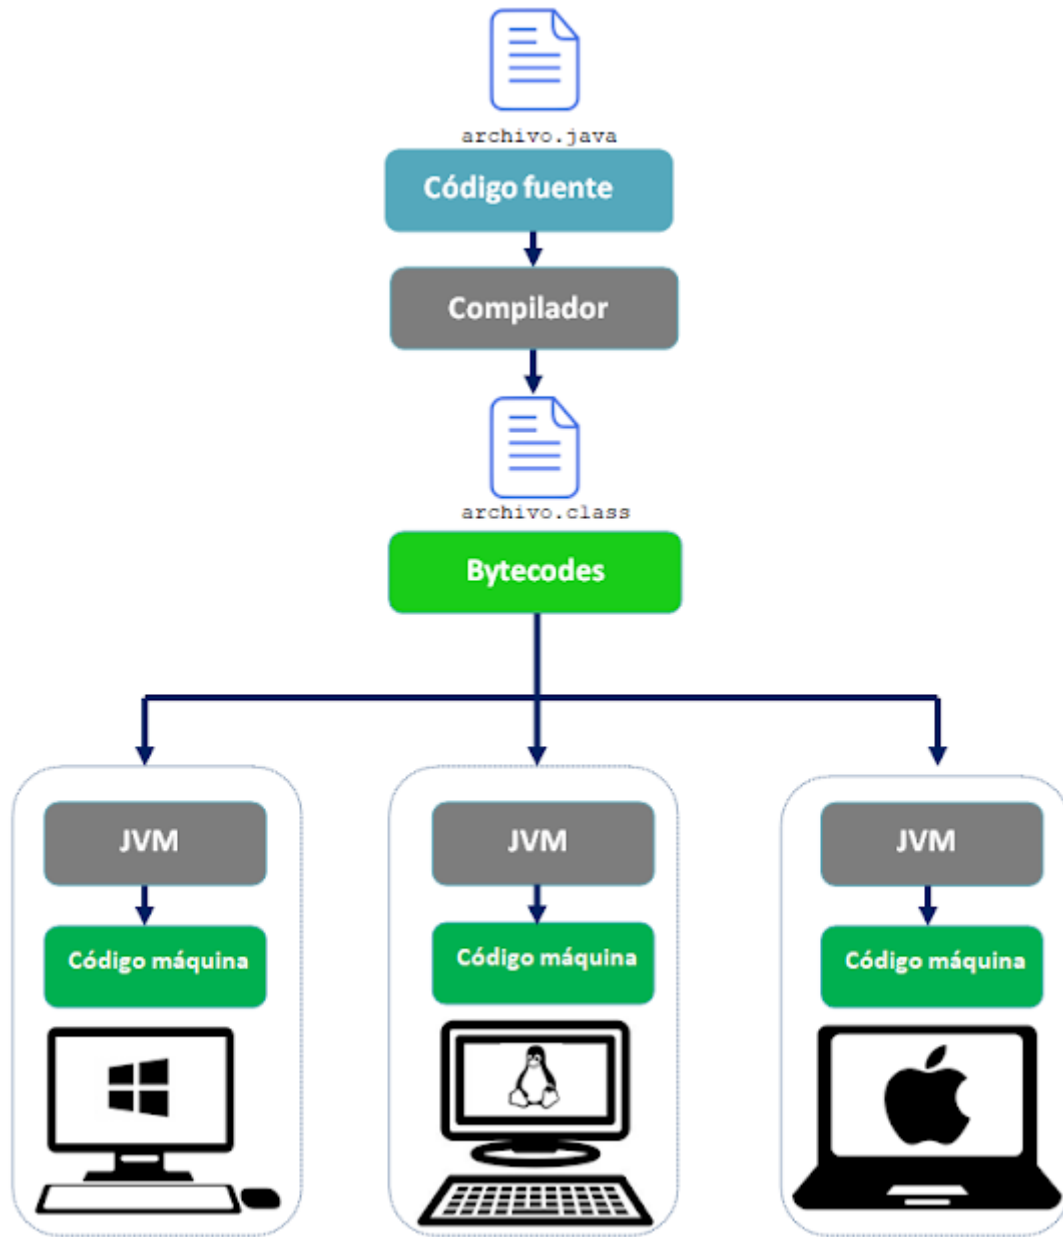 archivo.java
Código fuente
Compilador
archivo.class
Bytecodes
JVM
JVM
JVM
Código máquina
Código máquina
Código máquina